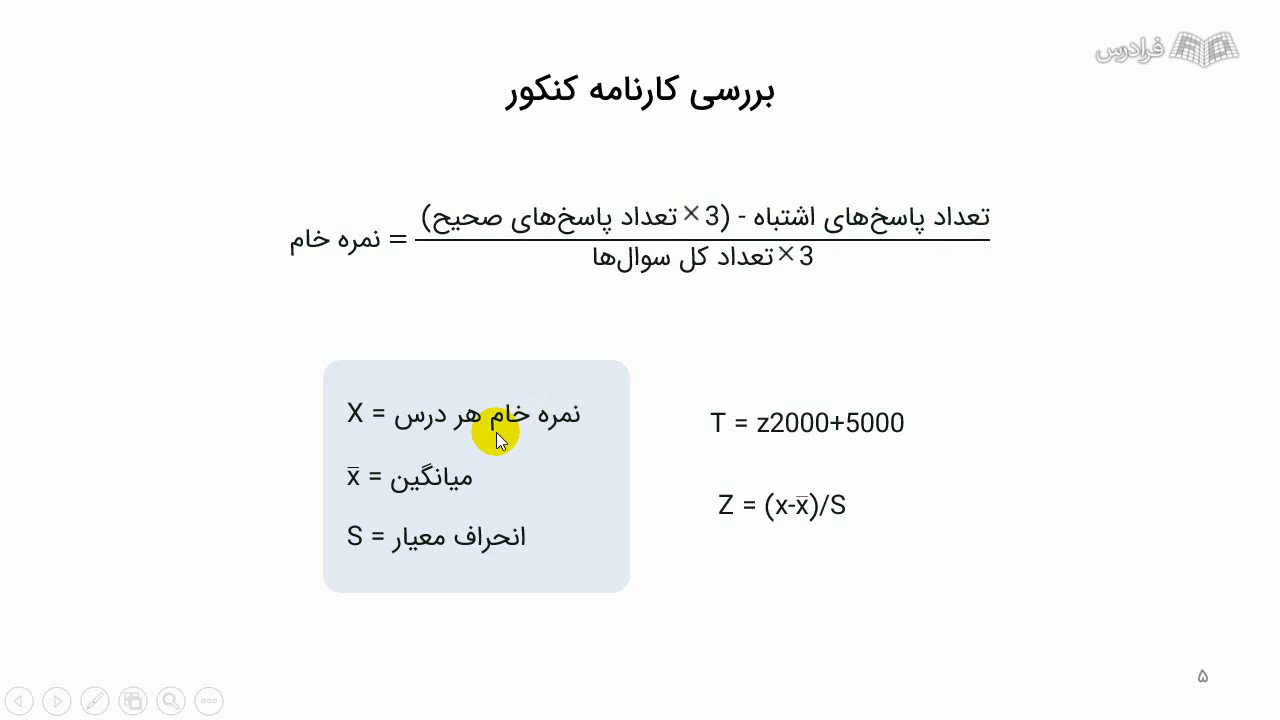 فرادرس
بررسی کارنامه کنکور
نمره خام = تعداد پاسخ‌های اشتباه - (3×تعداد پاسخ‌های صحیح)
3×تعداد کل سوال‌ها
X = نمره خام هر درس
x̄ = میانگین
S = انحراف معیار
T = z2000+5000
Z = (x-x̄)/S
۵